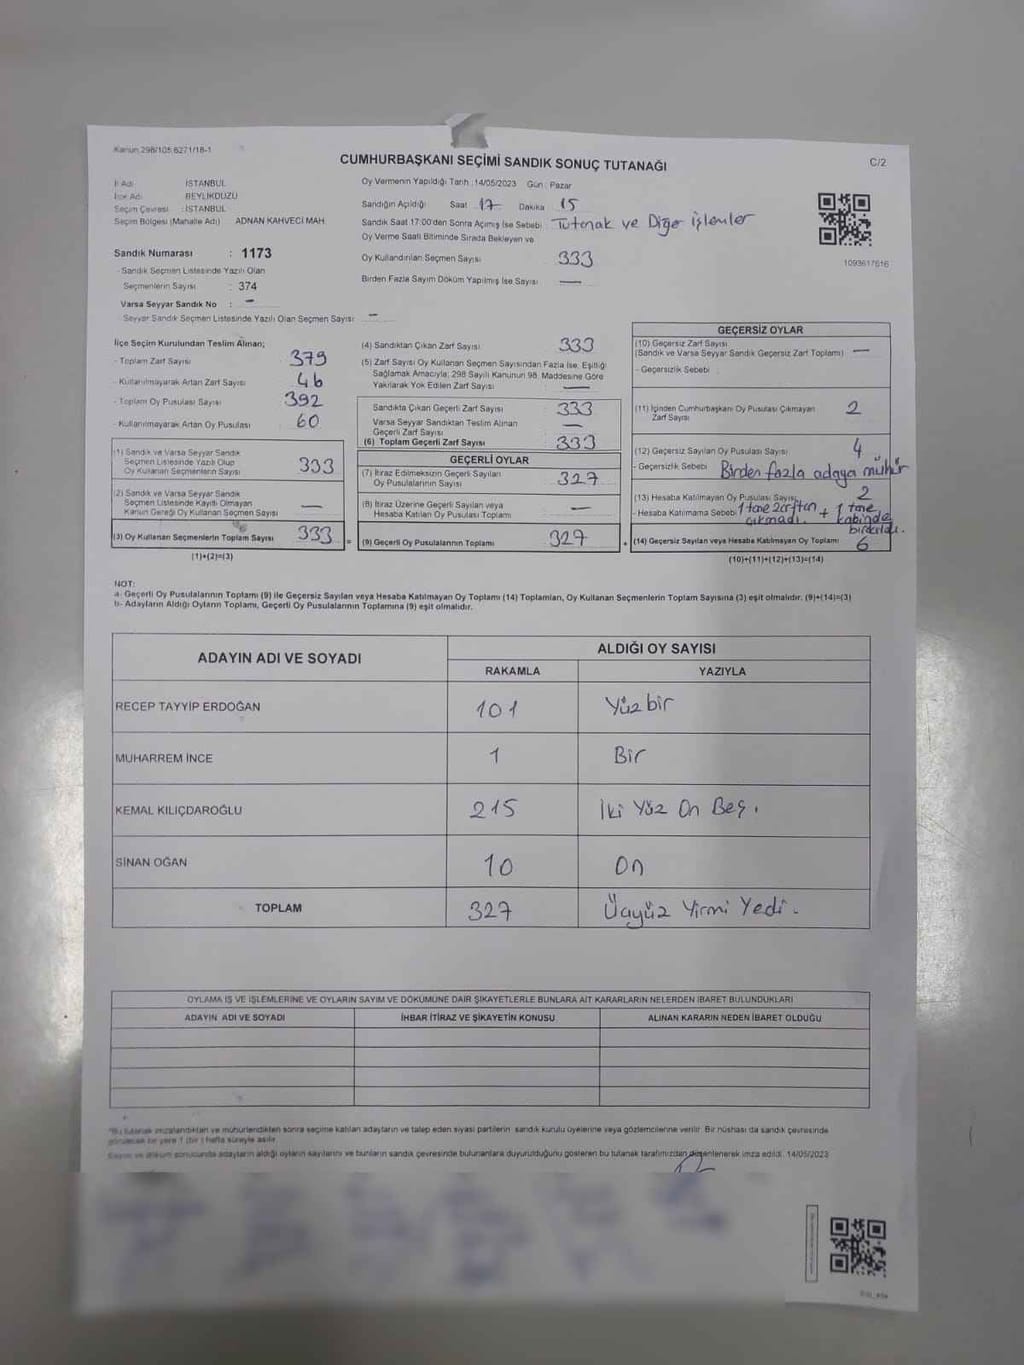 Kanun 298/105 6271/18-1
CUMHURBAŞKANI SEÇİMİ SANDIK SONUÇ TUTANAĞI
C/2
İl Adı : İSTANBUL
İlçe Adı : BEYLİKDÜZÜ
Seçim Çevresi : İSTANBUL
Seçim Bölgesi (Mahalle Adı) : ADNAN KAHVECİ MAH.
Oy Vermenin Yapıldığı Tarih : 14/05/2023 Gün : Pazar
Sandığın Açıldığı Saat 17 Dakika 15
Sandık Saat 17:00'den Sonra Açımış İse Sebebi : Tutanak ve Diğer işlemler
Oy Verme Saati Bitiminde Sırada Bekleyen ve
Oy Kullandırılan Seçmen Sayısı 333
Birden Fazla Sayım Döküm Yapılmış İse Sayısı —
1093617616
Sandık Numarası : 1173
- Sandık Seçmen Listesinde Yazılı Olan
Seçmenlerin Sayısı : 374
Varsa Seyyar Sandık No : —
- Seyyar Sandık Seçmen Listesinde Yazılı Olan Seçmen Sayısı : —
İlçe Seçim Kurulundan Teslim Alınan;
- Toplam Zarf Sayısı 379
- Kullanılmayarak Artan Zarf Sayısı 46
- Toplam Oy Pusulası Sayısı 392
- Kullanılmayarak Artan Oy Pusulası 60
(1) Sandık ve Varsa Seyyar Sandık
Seçmen Listesinde Yazılı Olup
Oy Kullanan Seçmenlerin Sayısı 333
(2) Sandık ve Varsa Seyyar Sandık
Seçmen Listesinde Kayıtlı Olmayan
Kanun Gereği Oy Kullanan Seçmen Sayısı —
(3) Oy Kullanan Seçmenlerin Toplam Sayısı 333 =
(1)+(2)=(3)
(4) Sandıktan Çıkan Zarf Sayısı 333
(5) Zarf Sayısı Oy Kullanan Seçmen Sayısından Fazla İse, Eşitliği
Sağlamak Amacıyla; 298 Sayılı Kanunun 98. Maddesine Göre
Yakılarak Yok Edilen Zarf Sayısı —
Sandıkta Çıkan Geçerli Zarf Sayısı 333
Varsa Seyyar Sandıktan Teslim Alınan
Geçerli Zarf Sayısı —
(6) Toplam Geçerli Zarf Sayısı 333
GEÇERLİ OYLAR
(7) İtiraz Edilmeksizin Geçerli Sayılan
Oy Pusulalarının Sayısı 327
(8) İtiraz Üzerine Geçerli Sayılan veya
Hesaba Katılan Oy Pusulası Toplamı —
(9) Geçerli Oy Pusulalarının Toplamı 327 +
GEÇERSİZ OYLAR
(10) Geçersiz Zarf Sayısı
(Sandık ve Varsa Seyyar Sandık Geçersiz Zarf Toplamı) —
- Geçersizlik Sebebi
(11) İçinden Cumhurbaşkanı Oy Pusulası Çıkmayan
Zarf Sayısı 2
(12) Geçersiz Sayılan Oy Pusulası Sayısı 4
- Geçersizlik Sebebi Birden fazla adaya mühür
(13) Hesaba Katılmayan Oy Pusulası Sayısı 2
- Hesaba Katılmama Sebebi 1 tane zarftan çıkmadı. + 1 tane kabinde bırakıldı.
(14) Geçersiz Sayılan veya Hesaba Katılmayan Oy Toplamı 6
(10)+(11)+(12)+(13)=(14)
NOT:
a- Geçerli Oy Pusulalarının Toplamı (9) ile Geçersiz Sayılan veya Hesaba Katılmayan Oy Toplamı (14) Toplamları, Oy Kullanan Seçmenlerin Toplam Sayısına (3) eşit olmalıdır. (9)+(14)=(3)
b- Adayların Aldığı Oyların Toplamı, Geçerli Oy Pusulalarının Toplamına (9) eşit olmalıdır.
ADAYIN ADI VE SOYADI
ALDIĞI OY SAYISI
RAKAMLA YAZIYLA
RECEP TAYYİP ERDOĞAN 101 Yüz bir
MUHARREM İNCE 1 Bir
KEMAL KILIÇDAROĞLU 215 İki Yüz On Beş.
SİNAN OĞAN 10 On
TOPLAM 327 Üçyüz Yirmi Yedi.
OYLAMA İŞ VE İŞLEMLERİNE VE OYLARIN SAYIM VE DÖKÜMÜNE DAİR ŞİKAYETLERLE BUNLARA AİT KARARLARIN NELERDEN İBARET BULUNDUKLARI
ADAYIN ADI VE SOYADI İHBAR İTİRAZ VE ŞİKAYETİN KONUSU ALINAN KARARIN NEDEN İBARET OLDUĞU
*Bu tutanak imzalandıktan ve mühürlendikten sonra seçime katılan adayların ve talep eden siyasi partilerin sandık kurulu üyelerine veya gözlemcilerine verilir. Bir nüshası da sandık çevresinde
görülecek bir yere 1 (bir) hafta süreyle asılır.
Sayım ve döküm sonucunda adayların aldığı oyların sayılarını ve bunların sandık çevresinde bulunanlara duyurulduğunu gösteren bu tutanak tarafımızdan düzenlenerek imza edildi. 14/05/2023